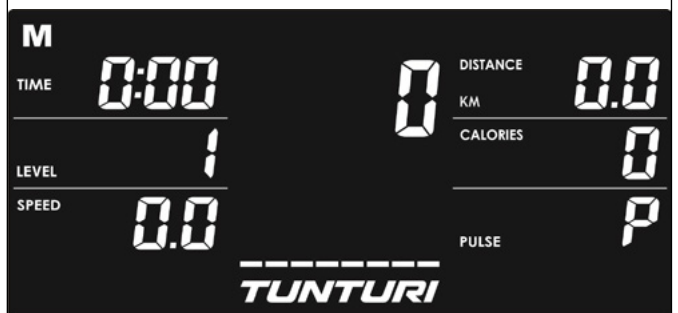 M
TIME 0:00
0
DISTANCE 0.0
KM
LEVEL 1
CALORIES 0
SPEED 0.0
PULSE P
TUNTURI